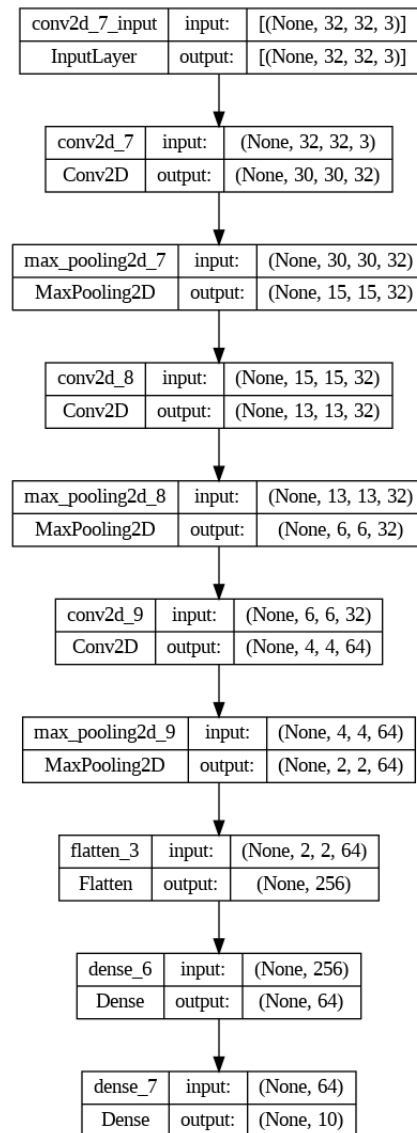 conv2d_7_input input: [(None, 32, 32, 3)]
InputLayer output: [(None, 32, 32, 3)]
conv2d_7 input: (None, 32, 32, 3)
Conv2D output: (None, 30, 30, 32)
max_pooling2d_7 input: (None, 30, 30, 32)
MaxPooling2D output: (None, 15, 15, 32)
conv2d_8 input: (None, 15, 15, 32)
Conv2D output: (None, 13, 13, 32)
max_pooling2d_8 input: (None, 13, 13, 32)
MaxPooling2D output: (None, 6, 6, 32)
conv2d_9 input: (None, 6, 6, 32)
Conv2D output: (None, 4, 4, 64)
max_pooling2d_9 input: (None, 4, 4, 64)
MaxPooling2D output: (None, 2, 2, 64)
flatten_3 input: (None, 2, 2, 64)
Flatten output: (None, 256)
dense_6 input: (None, 256)
Dense output: (None, 64)
dense_7 input: (None, 64)
Dense output: (None, 10)